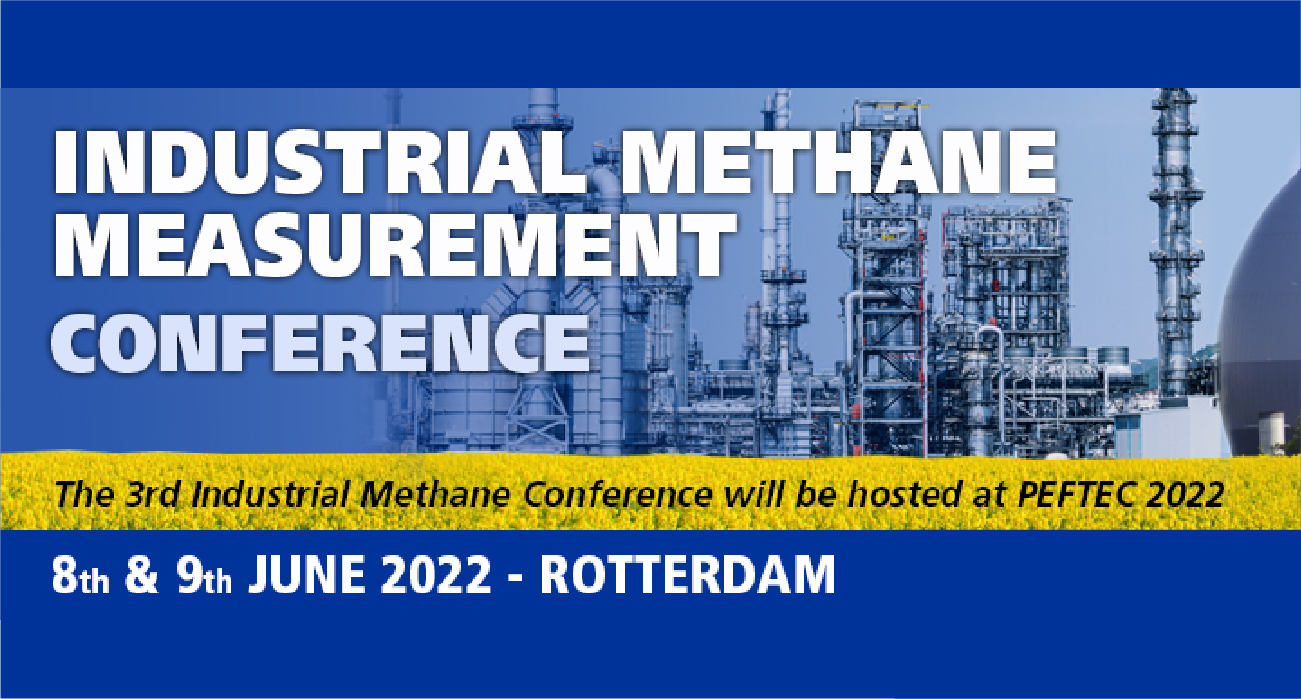 INDUSTRIAL METHANE
MEASUREMENT
CONFERENCE
The 3rd Industrial Methane Conference will be hosted at PEFTEC 2022
8th & 9th JUNE 2022 - ROTTERDAM